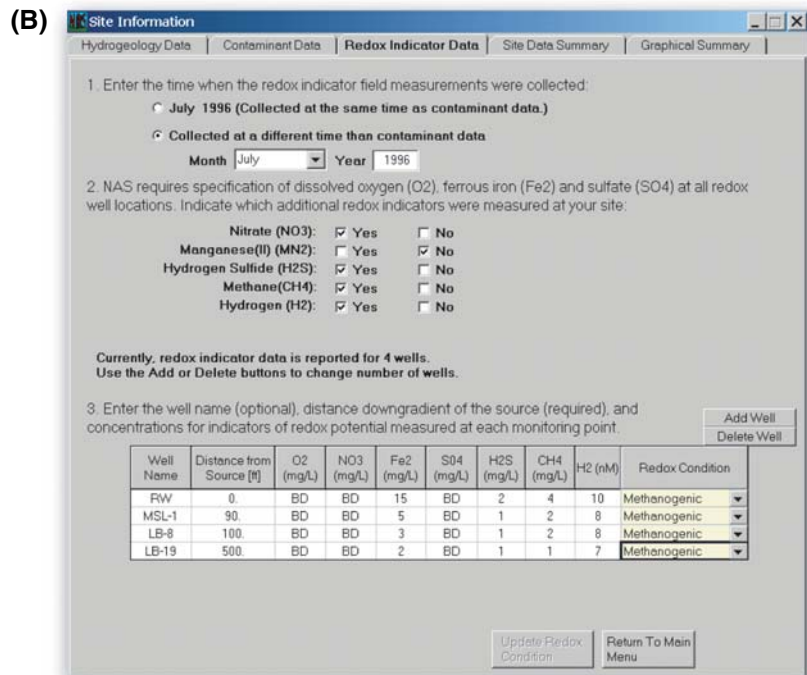 (B)
Site Information
Hydrogeology Data Contaminant Data Redox Indicator Data Site Data Summary Graphical Summary
1. Enter the time when the redox indicator field measurements were collected:
July 1996 (Collected at the same time as contaminant data.)
Collected at a different time than contaminant data
Month July Year 1996
2. NAS requires specification of dissolved oxygen (O2), ferrous iron (Fe2) and sulfate (SO4) at all redox
well locations. Indicate which additional redox indicators were measured at your site:
Nitrate (NO3): Yes No
Manganese(II) (MN2): Yes No
Hydrogen Sulfide (H2S): Yes No
Methane(CH4): Yes No
Hydrogen (H2): Yes No
Currently, redox indicator data is reported for 4 wells.
Use the Add or Delete buttons to change number of wells.
3. Enter the well name (optional), distance downgradient of the source (required), and
concentrations for indicators of redox potential measured at each monitoring point.
Add Well
Delete Well
Well Name Distance from Source [ft] O2 (mg/L) NO3 (mg/L) Fe2 (mg/L) S04 (mg/L) H2S (mg/L) CH4 (mg/L) H2 (nM) Redox Condition
RW 0. BD BD 15 BD 2 4 10 Methanogenic
MSL-1 90. BD BD 5 BD 1 2 8 Methanogenic
LB-8 100. BD BD 3 BD 1 2 8 Methanogenic
LB-19 500. BD BD 2 BD 1 1 7 Methanogenic
Update Redox Condition
Return To Main Menu